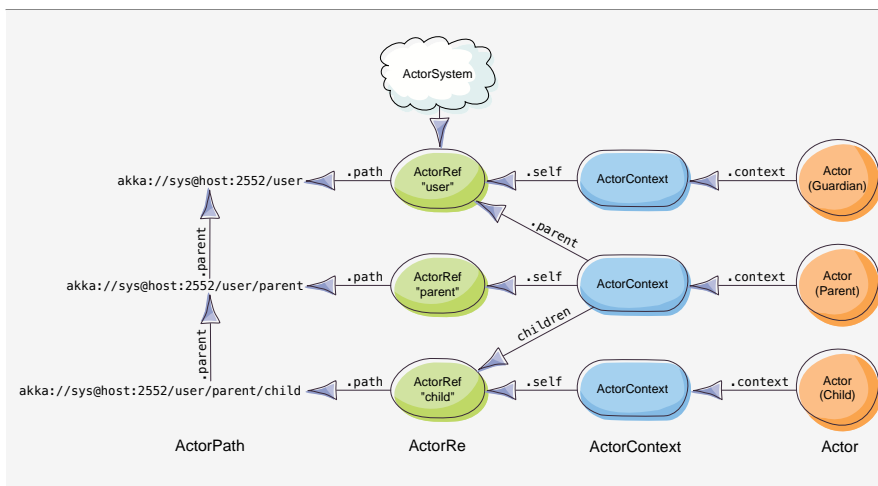 ActorSystem
akka://sys@host:2552/user
.path
ActorRef
"user"
.self
ActorContext
.context
Actor
(Guardian)
.parent
.parent
akka://sys@host:2552/user/parent
.path
ActorRef
"parent"
.self
ActorContext
.context
Actor
(Parent)
children
.parent
akka://sys@host:2552/user/parent/child
.path
ActorRef
"child"
.self
ActorContext
.context
Actor
(Child)
ActorPath
ActorRe
ActorContext
Actor